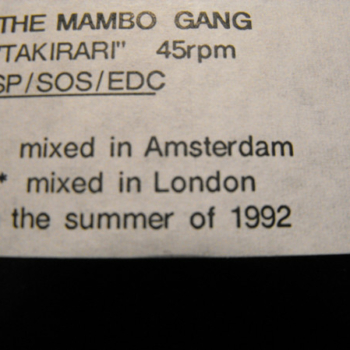 THE MAMBO GANG
"TAKIRARI" 45rpm
SP/SOS/EDC
mixed in Amsterdam
* mixed in London
the summer of 1992